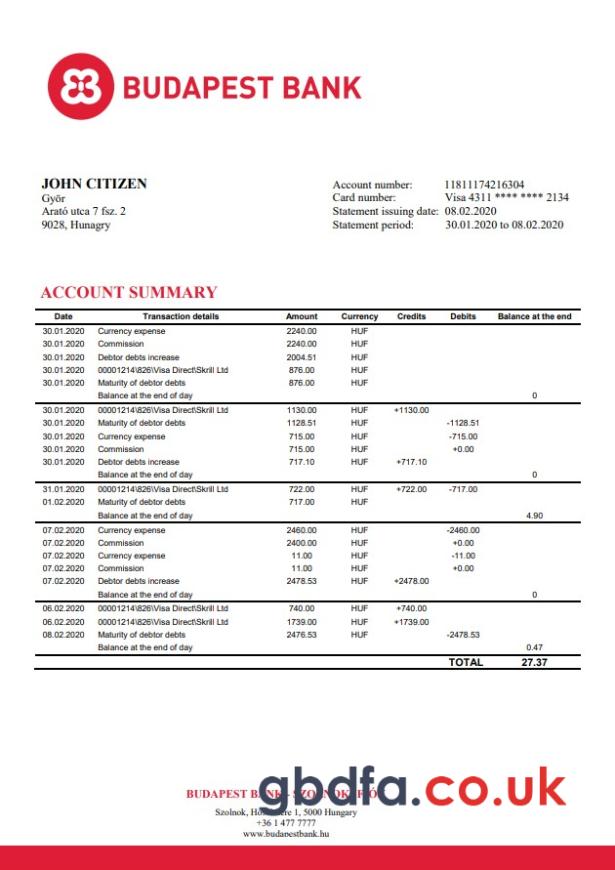 BUDAPEST BANK
JOHN CITIZEN
Györ
Arató utca 7 fsz. 2
9028, Hunagry
Account number: 11811174216304
Card number: Visa 4311 **** **** 2134
Statement issuing date: 08.02.2020
Statement period: 30.01.2020 to 08.02.2020
ACCOUNT SUMMARY
Date Transaction details Amount Currency Credits Debits Balance at the end
30.01.2020 Currency expense 2240.00 HUF
30.01.2020 Commission 2240.00 HUF
30.01.2020 Debtor debts increase 2004.51 HUF
30.01.2020 00001214\826\Visa Direct\Skrill Ltd 876.00 HUF
30.01.2020 Maturity of debtor debts 876.00 HUF
Balance at the end of day 0
30.01.2020 00001214\826\Visa Direct\Skrill Ltd 1130.00 HUF +1130.00
30.01.2020 Maturity of debtor debts 1128.51 HUF -1128.51
30.01.2020 Currency expense 715.00 HUF -715.00
30.01.2020 Commission 715.00 HUF +0.00
30.01.2020 Debtor debts increase 717.10 HUF +717.10
Balance at the end of day 0
31.01.2020 00001214\826\Visa Direct\Skrill Ltd 722.00 HUF +722.00 -717.00
01.02.2020 Maturity of debtor debts 717.00 HUF
Balance at the end of day 4.90
07.02.2020 Currency expense 2460.00 HUF -2460.00
07.02.2020 Commission 2400.00 HUF +0.00
07.02.2020 Currency expense 11.00 HUF -11.00
07.02.2020 Commission 11.00 HUF +0.00
07.02.2020 Debtor debts increase 2478.53 HUF +2478.00
Balance at the end of day 0
06.02.2020 00001214\826\Visa Direct\Skrill Ltd 740.00 HUF +740.00
06.02.2020 00001214\826\Visa Direct\Skrill Ltd 1739.00 HUF +1739.00
08.02.2020 Maturity of debtor debts 2476.53 HUF -2478.53
Balance at the end of day 0.47
TOTAL 27.37
BUDAPEST
gbdfa.co.uk
Szolnok, 1, 5000 Hungary
+36 1 477 7777
www.budapestbank.hu